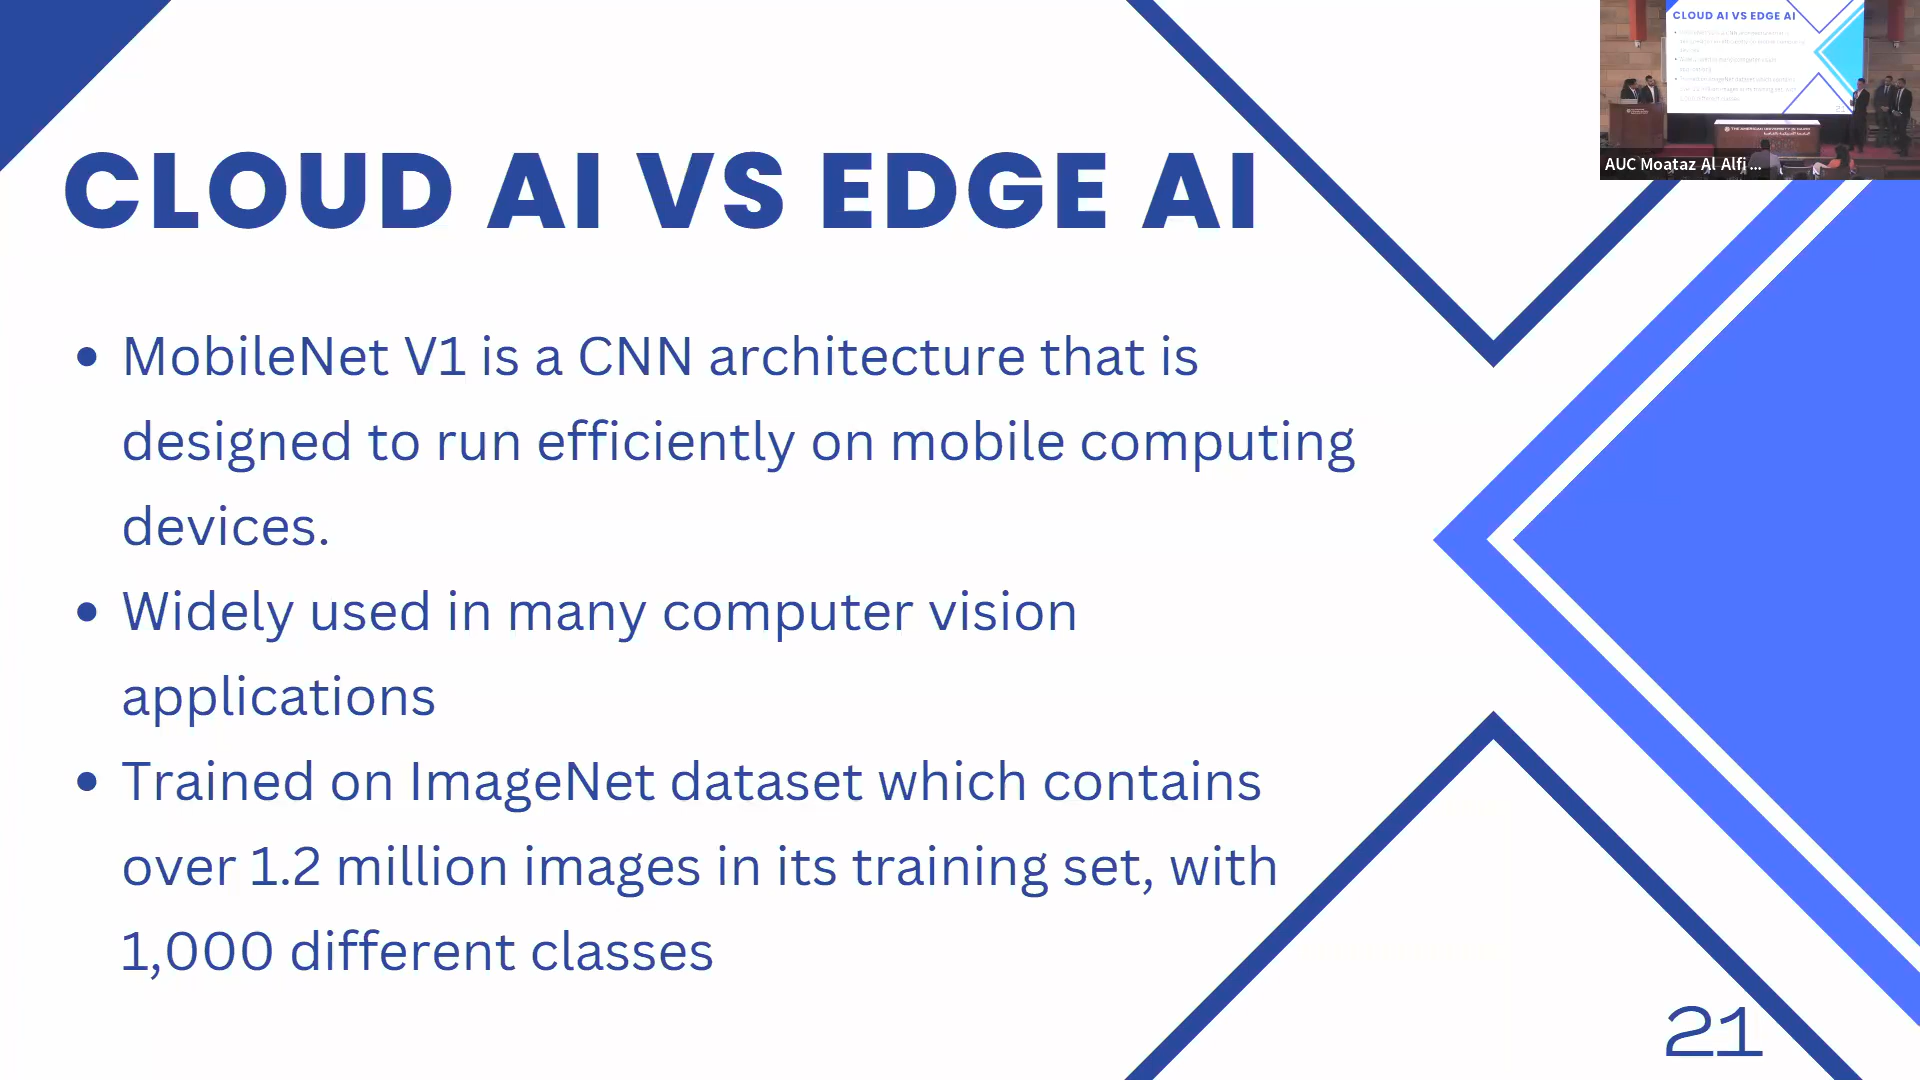 CLOUD AI VS EDGE AI
• MobileNet V1 is a CNN architecture that is
designed to run efficiently on mobile computing
devices.
• Widely used in many computer vision
applications
• Trained on ImageNet dataset which contains
over 1.2 million images in its training set, with
1,000 different classes
21
CLOUD AI VS EDGE AI
AUC Moataz Al Alfi ...